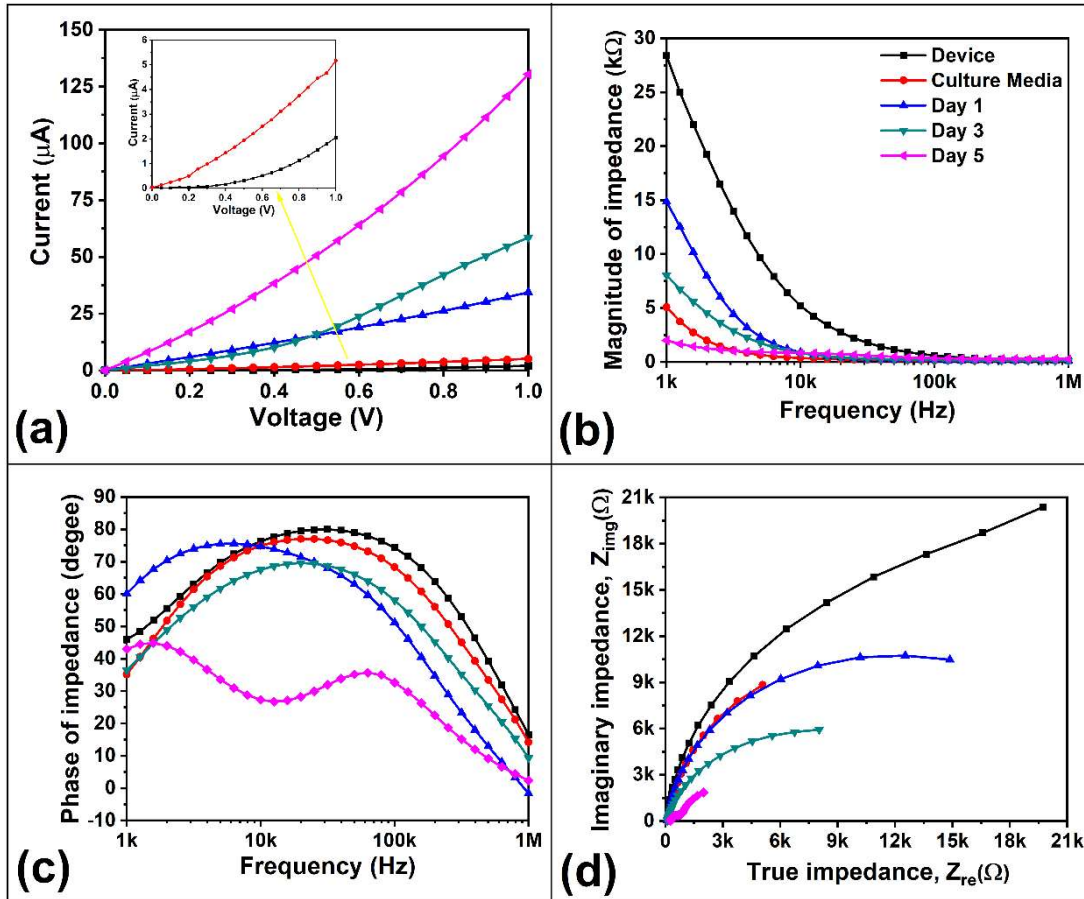 150
125
100
75
50
25
0
Current (μA)
0.0 0.2 0.4 0.6 0.8 1.0
Voltage (V)
6
5
4
3
2
1
0
Current (μA)
0.0 0.2 0.4 0.6 0.8 1.0
Voltage (V)
(a)
30
25
20
15
10
5
0
Magnitude of impedance (kΩ)
Device
Culture Media
Day 1
Day 3
Day 5
1k 10k 100k 1M
Frequency (Hz)
(b)
90
80
70
60
50
40
30
20
10
0
-10
Phase of impedance (degree)
1k 10k 100k 1M
Frequency (Hz)
(c)
21k
18k
15k
12k
9k
6k
3k
0
Imaginary impedance, Zimg(Ω)
0 3k 6k 9k 12k 15k 18k 21k
True impedance, Zre(Ω)
(d)